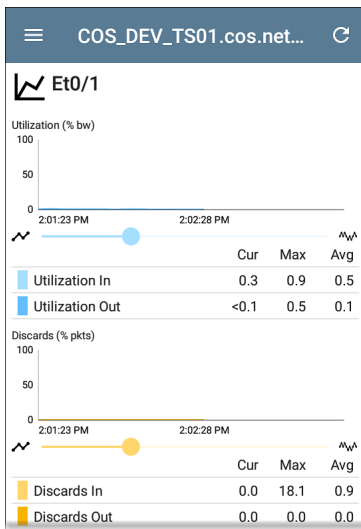 COS_DEV_TS01.cos.net...
Et0/1
Utilization (% bw)
100
50
0
2:01:23 PM 2:02:28 PM
Cur Max Avg
Utilization In 0.3 0.9 0.5
Utilization Out <0.1 0.5 0.1
Discards (% pkts)
100
50
0
2:01:23 PM 2:02:28 PM
Cur Max Avg
Discards In 0.0 18.1 0.9
Discards Out 0.0 0.0 0.0